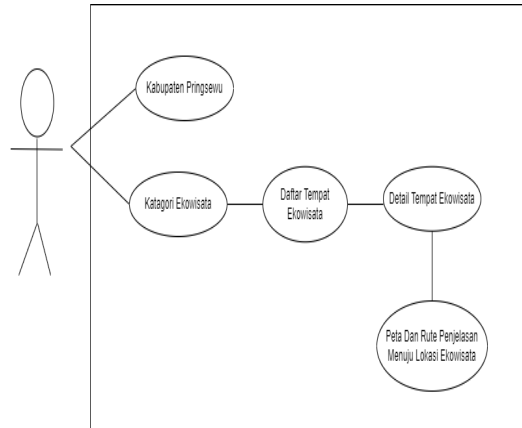 Kabupaten Pringsewu
Katagori Ekowisata
Daftar Tempat
Ekowisata
Detail Tempat Ekowisata
Peta Dan Rute Penjelasan
Menuju Lokasi Ekowisata